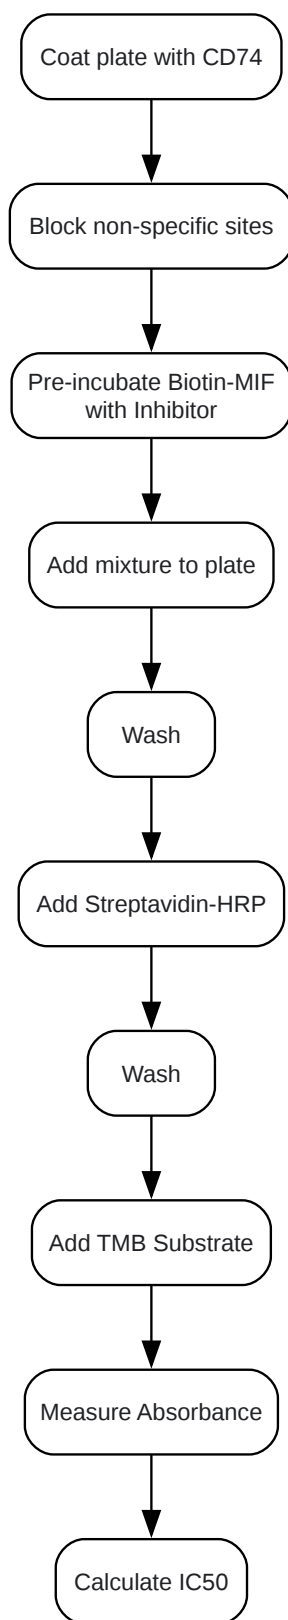 Coat plate with CD74
Block non-specific sites
Pre-incubate Biotin-MIF
with Inhibitor
Add mixture to plate
Wash
Add Streptavidin-HRP
Wash
Add TMB Substrate
Measure Absorbance
Calculate IC50